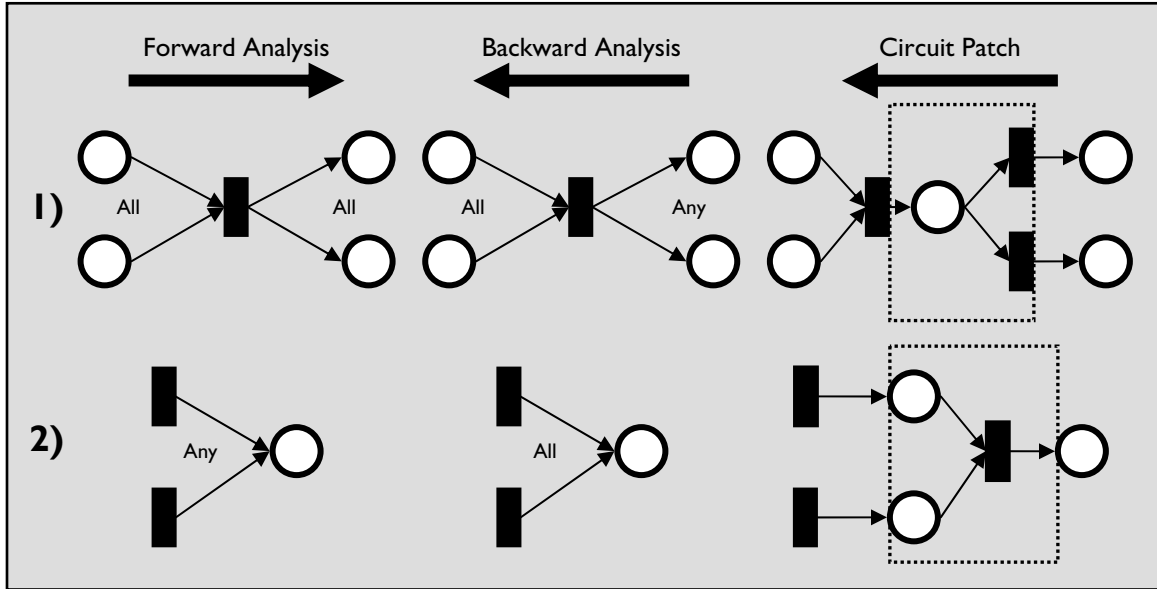 Forward Analysis
Backward Analysis
Circuit Patch
1)
All
All
All
Any
2)
Any
All